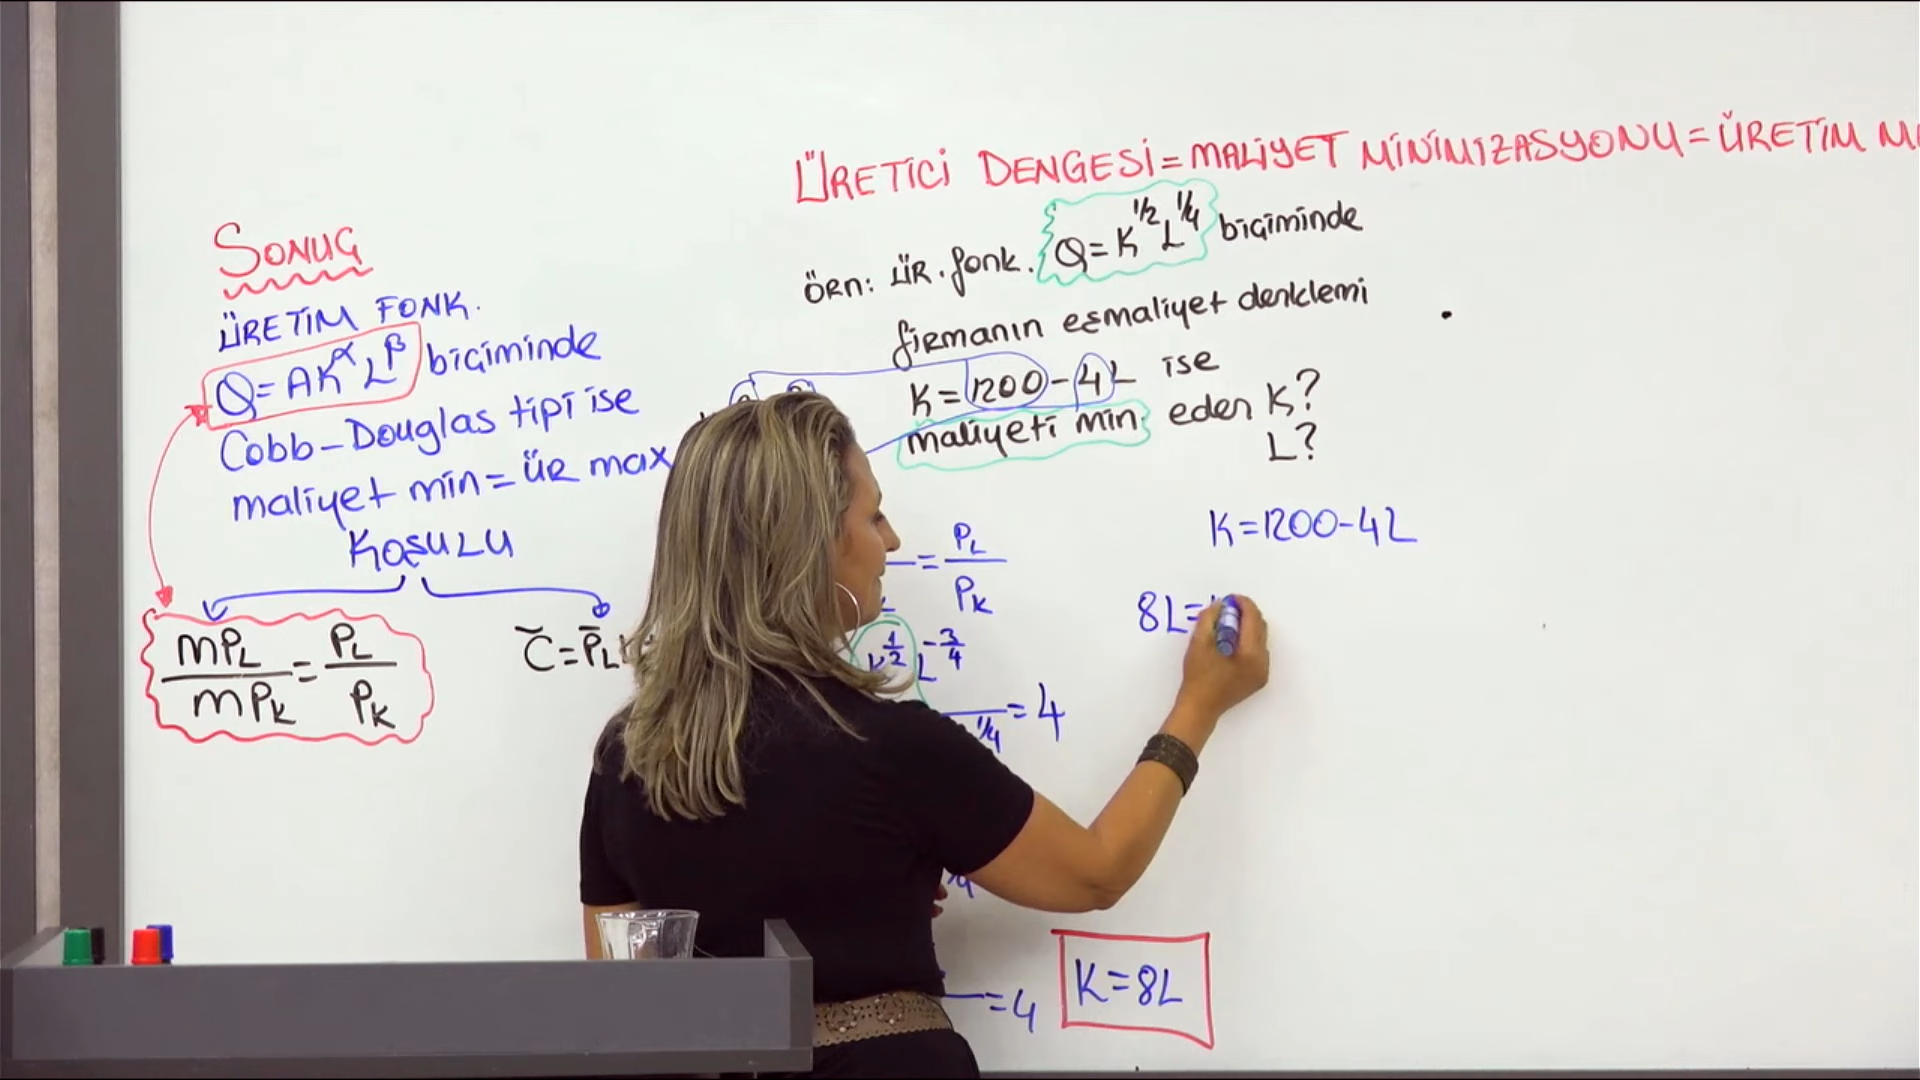 ÜRETİCİ DENGESİ = MALİYET MİNİMİZASYONU = ÜRETİM
SONUÇ
ÜRETİM FONK.
Q = AK^α L^β biçiminde
Cobb-Douglas tipi ise
maliyet min = ür max
Koşulu
MPL / MPK = PL / PK
C̄ = P̄L
ÖRn: ÜR. fonk. Q = K^1/2 L^1/4 biçiminde
firmanın eşmaliyet denklemi
K = 1200 - 4L ise
maliyeti min. eden K?
L?
= PL / PK
K^1/2 L^-3/4
1/4 = 4
= 4
K = 8L
K = 1200 - 4L
8L =